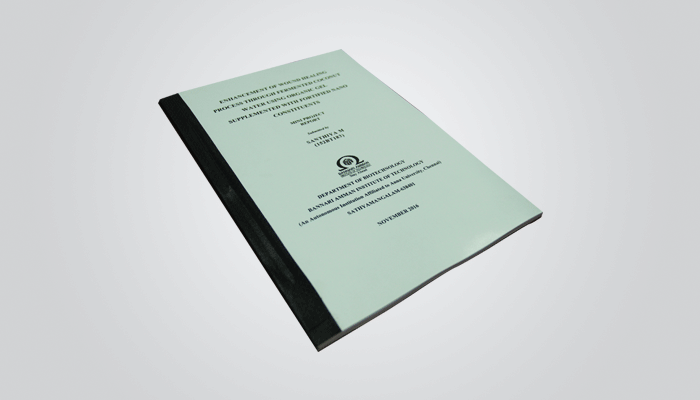 ENHANCEMENT OF WOUND HEALING
PROCESS THROUGH FERMENTED COCONUT
WATER USING ORGANIC GEL
SUPPLEMENTED WITH FORTIFIED NANO
CONSTITUENTS
MINI PROJECT
REPORT
Submitted by
SANTHIYA M
DEPARTMENT OF BIOTECHNOLOGY
BANNARI AMMAN INSTITUTE OF TECHNOLOGY
(An Autonomous Institution Affiliated to Anna University, Chennai)
SATHYAMANGALAM-638401
NOVEMBER 2016